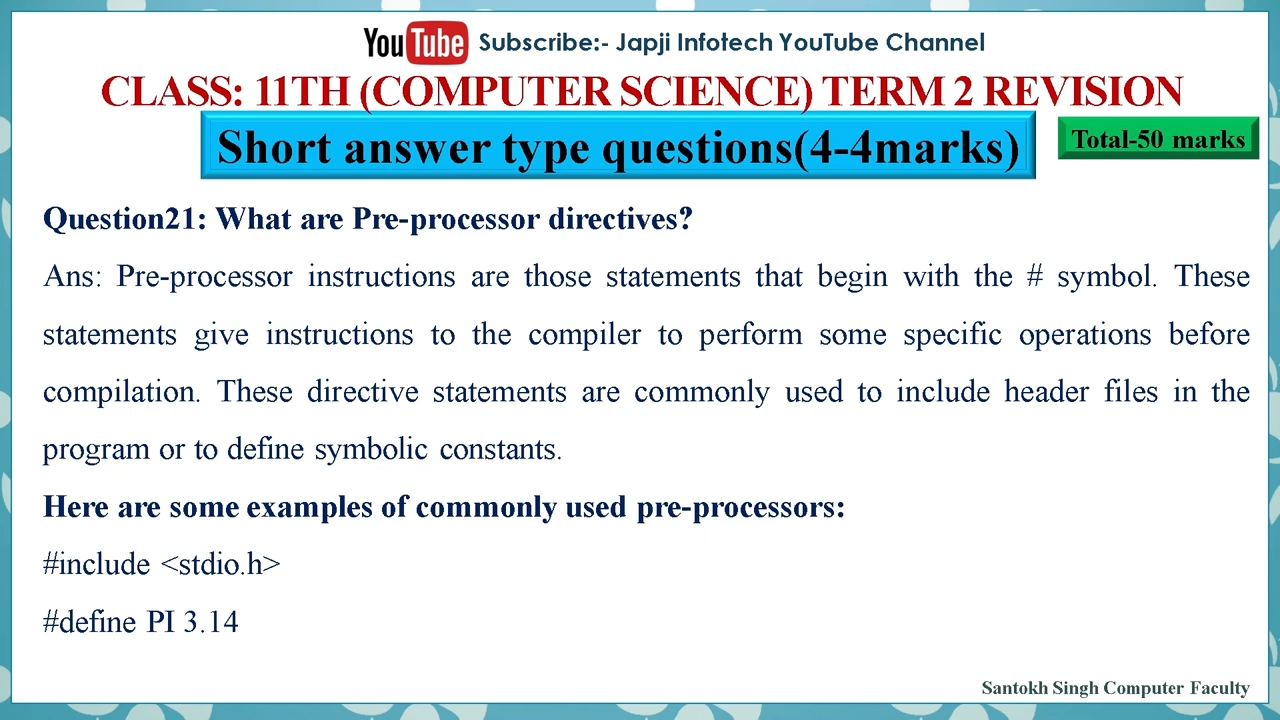 YouTube Subscribe:- Japji Infotech YouTube Channel
CLASS: 11TH (COMPUTER SCIENCE) TERM 2 REVISION
Short answer type questions(4-4marks)
Total-50 marks
Question21: What are Pre-processor directives?
Ans: Pre-processor instructions are those statements that begin with the # symbol. These
statements give instructions to the compiler to perform some specific operations before
compilation. These directive statements are commonly used to include header files in the
program or to define symbolic constants.
Here are some examples of commonly used pre-processors:
#include <stdio.h>
#define PI 3.14
Santokh Singh Computer Faculty